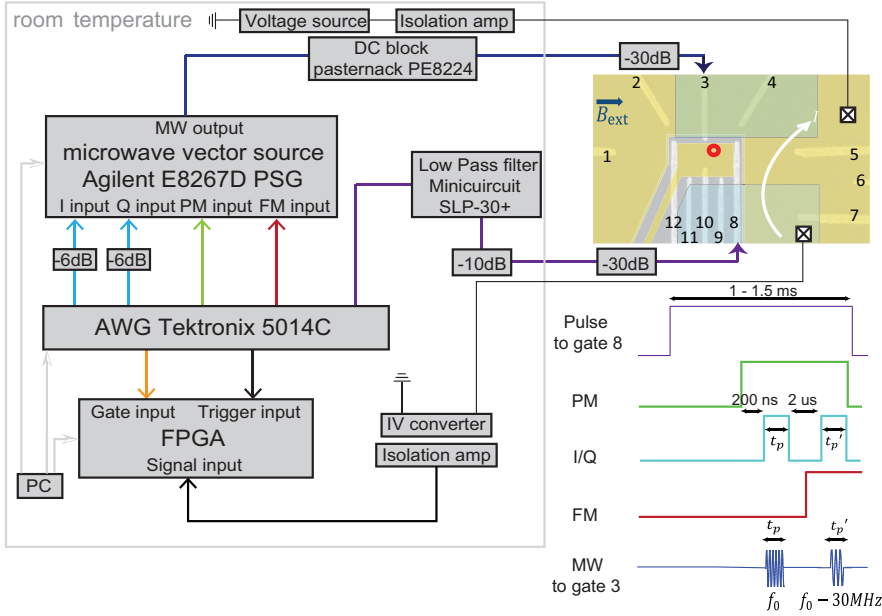 room temperature
Voltage source
Isolation amp
DC block
pasternack PE8224
-30dB
MW output
microwave vector source
Agilent E8267D PSG
I input Q input PM input FM input
-6dB
-6dB
Low Pass filter
Minicuircuit
SLP-30+
-10dB
-30dB
AWG Tektronix 5014C
Gate input Trigger input
FPGA
Signal input
PC
IV converter
Isolation amp
2 3 4
B_ext
I
1
5
6
7
12 10 8
11 9
1 - 1.5 ms
Pulse
to gate 8
PM
200 ns 2 us
I/Q
t_p t_p'
FM
t_p t_p'
MW
to gate 3
f_0 f_0 − 30MHz